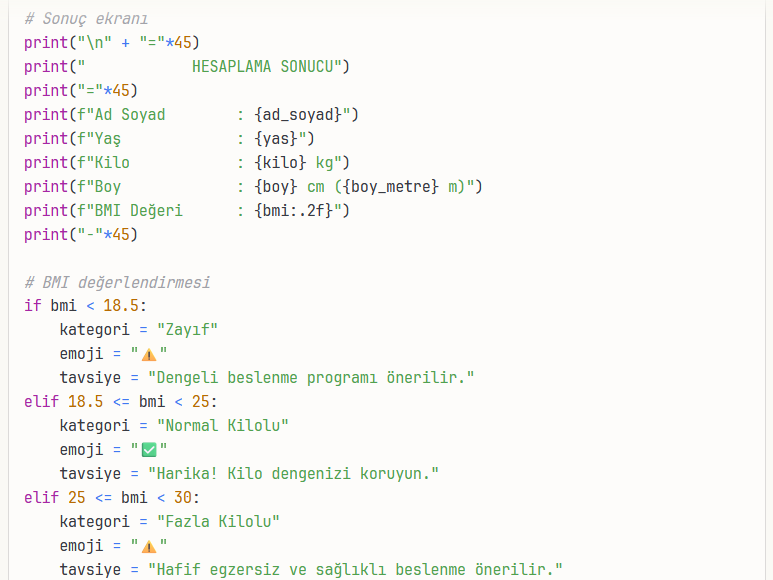 # Sonuç ekranı
print("\n" + "="*45)
print("            HESAPLAMA SONUCU")
print("="*45)
print(f"Ad Soyad        : {ad_soyad}")
print(f"Yaş             : {yas}")
print(f"Kilo            : {kilo} kg")
print(f"Boy             : {boy} cm ({boy_metre} m)")
print(f"BMI Değeri      : {bmi:.2f}")
print("-"*45)

# BMI değerlendirmesi
if bmi < 18.5:
    kategori = "Zayıf"
    emoji = "⚠️"
    tavsiye = "Dengeli beslenme programı önerilir."
elif 18.5 <= bmi < 25:
    kategori = "Normal Kilolu"
    emoji = "✅"
    tavsiye = "Harika! Kilo dengenizi koruyun."
elif 25 <= bmi < 30:
    kategori = "Fazla Kilolu"
    emoji = "⚠️"
    tavsiye = "Hafif egzersiz ve sağlıklı beslenme önerilir."